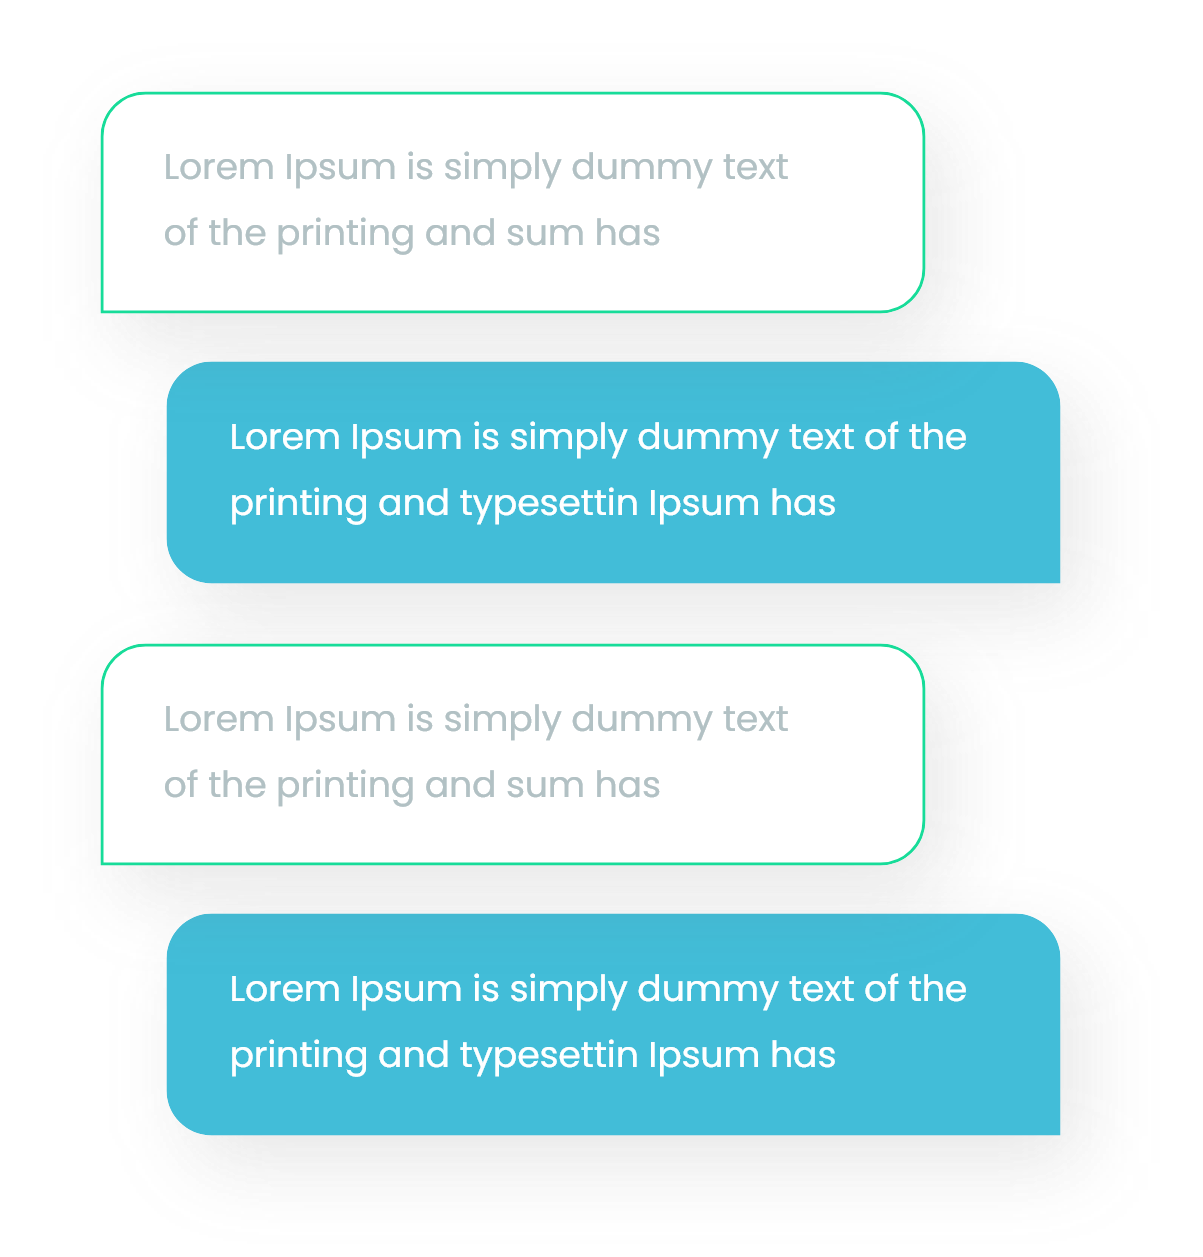 Lorem Ipsum is simply dummy text
of the printing and sum has
Lorem Ipsum is simply dummy text of the
printing and typesettin Ipsum has
Lorem Ipsum is simply dummy text
of the printing and sum has
Lorem Ipsum is simply dummy text of the
printing and typesettin Ipsum has